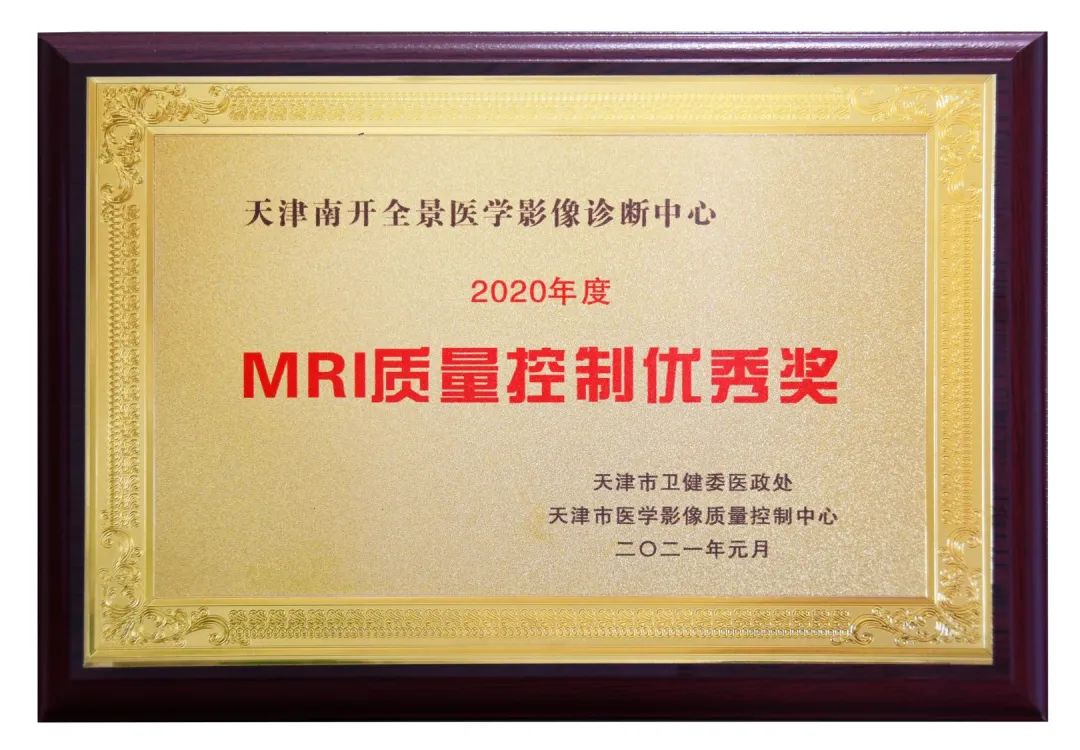 天津南开全景医学影像诊断中心
2020年度
MRI质量控制优秀奖
天津市卫健委医政处
天津市医学影像质量控制中心
二〇二一年元月